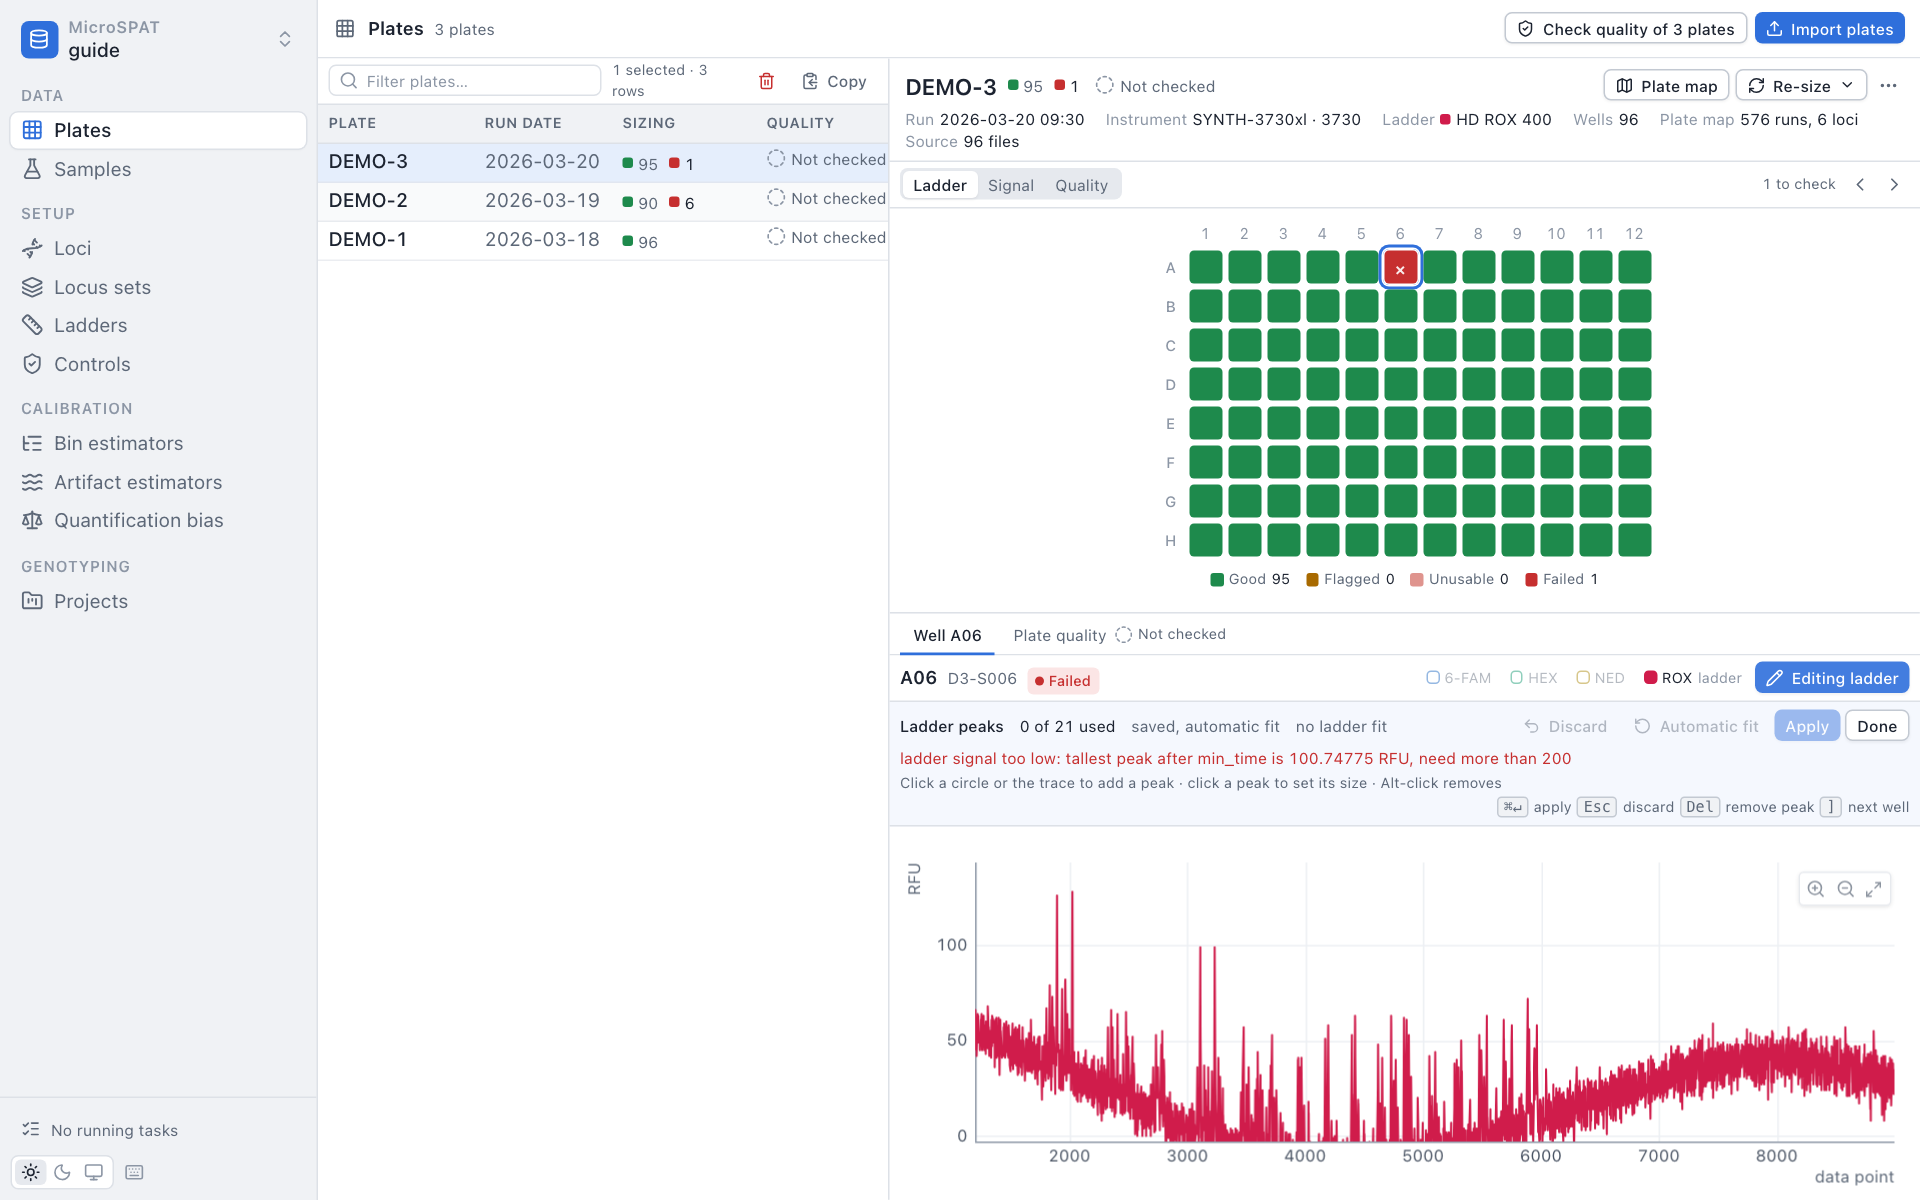 MicroSPAT
guide
DATA
Plates
Samples
SETUP
Loci
Locus sets
Ladders
Controls
CALIBRATION
Bin estimators
Artifact estimators
Quantification bias
GENOTYPING
Projects
No running tasks
Plates 3 plates
Check quality of 3 plates
Import plates
Filter plates...
1 selected · 3 rows
Copy
PLATE RUN DATE SIZING QUALITY
DEMO-3 2026-03-20 95 1 Not checked
DEMO-2 2026-03-19 90 6 Not checked
DEMO-1 2026-03-18 96 Not checked
DEMO-3 95 1 Not checked
Plate map
Re-size
Run 2026-03-20 09:30 Instrument SYNTH-3730xl · 3730 Ladder HD ROX 400 Wells 96 Plate map 576 runs, 6 loci
Source 96 files
Ladder Signal Quality
1 to check
1 2 3 4 5 6 7 8 9 10 11 12
A
B
C
D
E
F
G
H
Good 95 Flagged 0 Unusable 0 Failed 1
Well A06 Plate quality Not checked
A06 D3-S006 Failed
6-FAM HEX NED ROX ladder
Editing ladder
Ladder peaks 0 of 21 used saved, automatic fit no ladder fit
Discard Automatic fit Apply Done
ladder signal too low: tallest peak after min_time is 100.74775 RFU, need more than 200
Click a circle or the trace to add a peak · click a peak to set its size · Alt-click removes
⌘↵ apply Esc discard Del remove peak ] next well
RFU
100
50
0
2000 3000 4000 5000 6000 7000 8000
data point